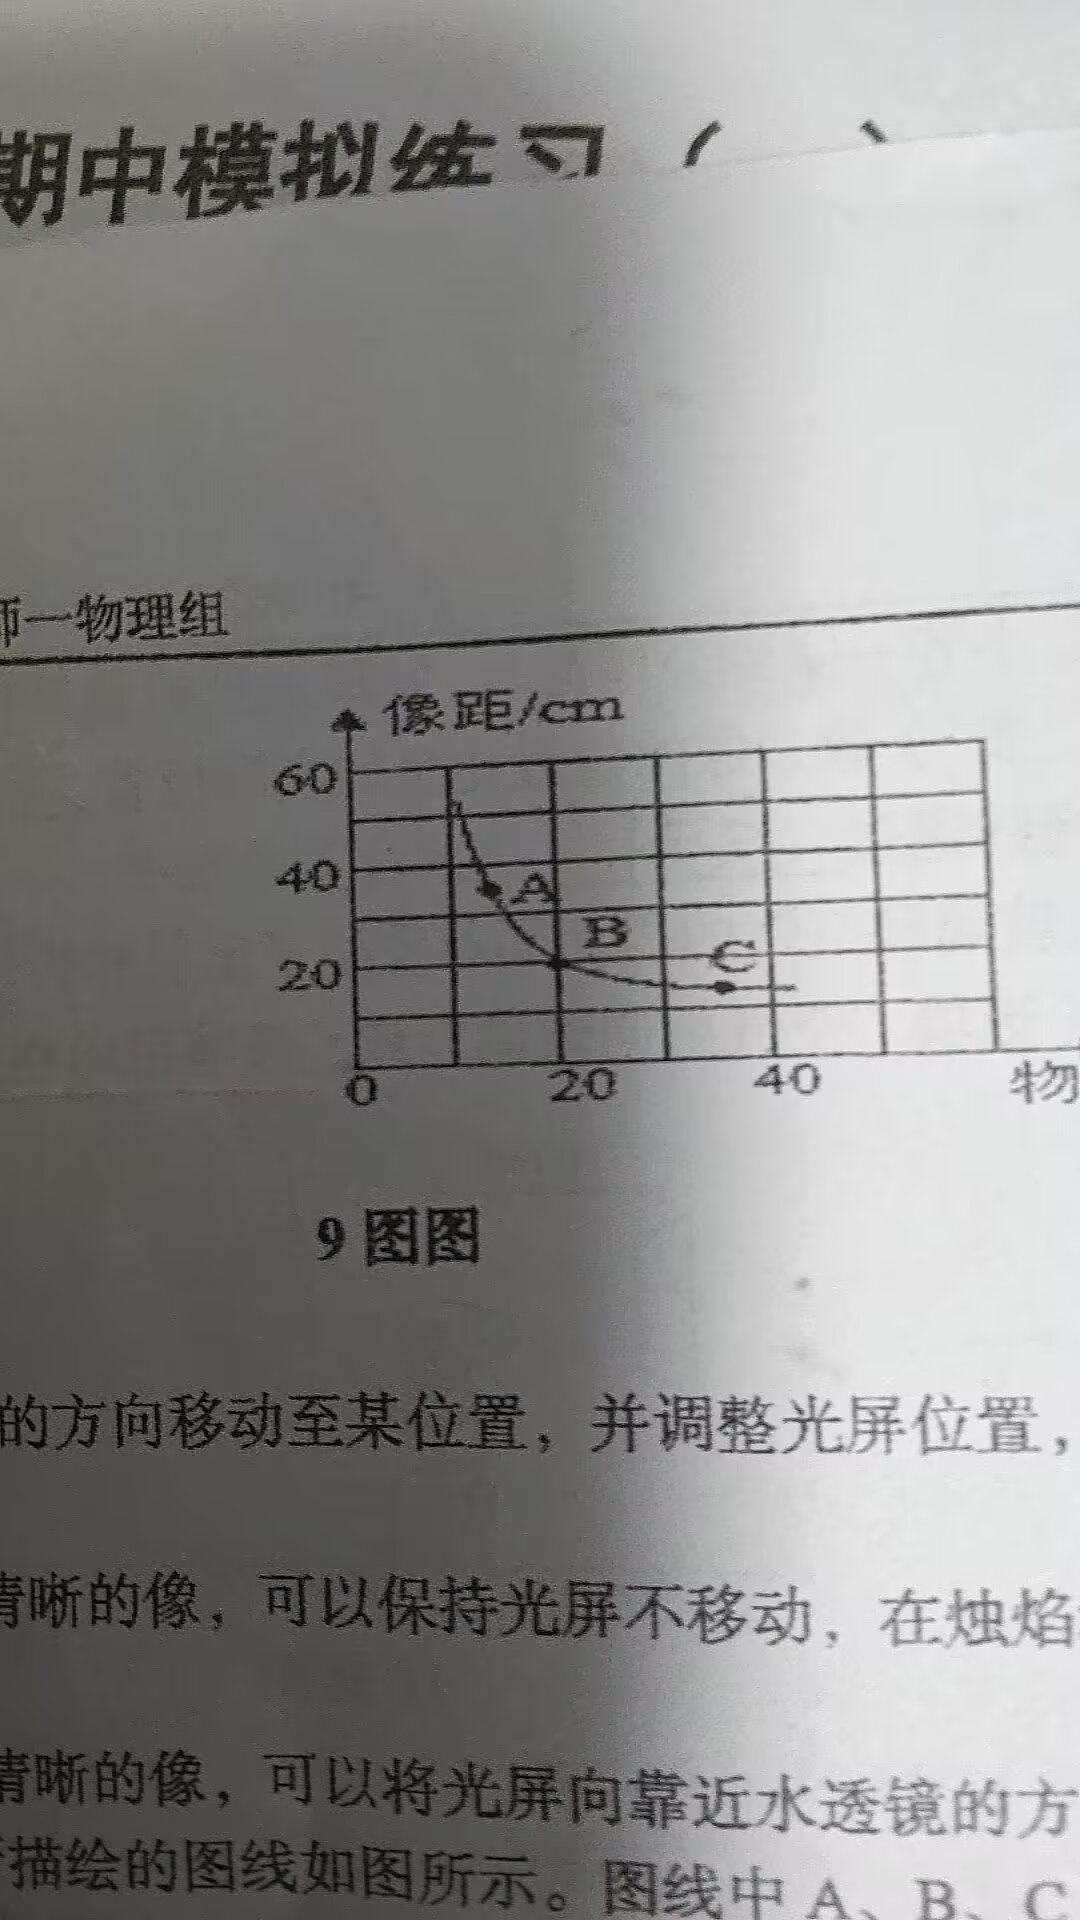 期中模拟练习（ ）
师一物理组
像距/cm
60
40
20
A
B
C
0 20 40 物
9图图
的方向移动至某位置，并调整光屏位置，
清晰的像，可以保持光屏不移动，在烛焰
清晰的像，可以将光屏向靠近水透镜的方
描绘的图线如图所示。图线中 A、B、C